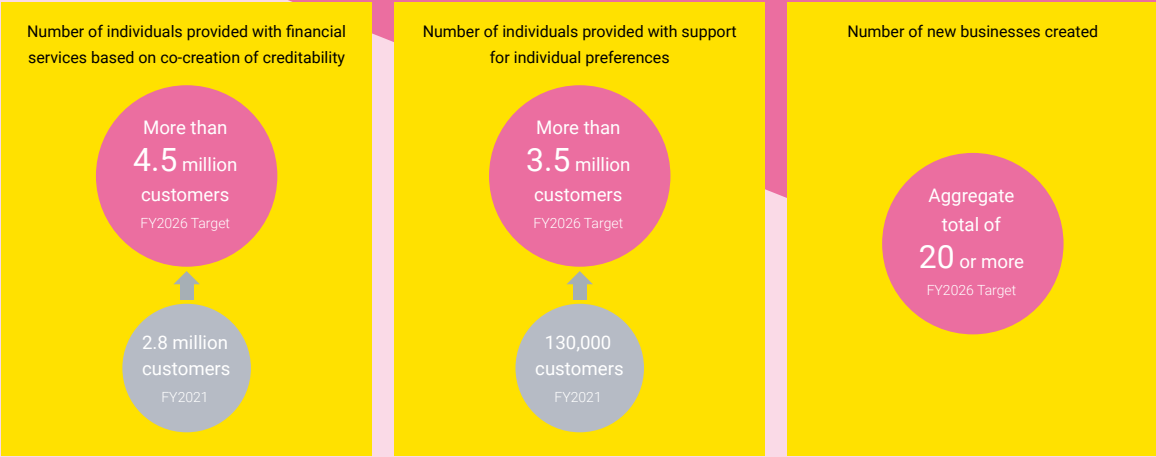 Number of individuals provided with financial
services based on co-creation of creditability
More than
4.5 million
customers
FY2026 Target
2.8 million
customers
FY2021
Number of individuals provided with support
for individual preferences
More than
3.5 million
customers
FY2026 Target
130,000
customers
FY2021
Number of new businesses created
Aggregate
total of
20 or more
FY2026 Target